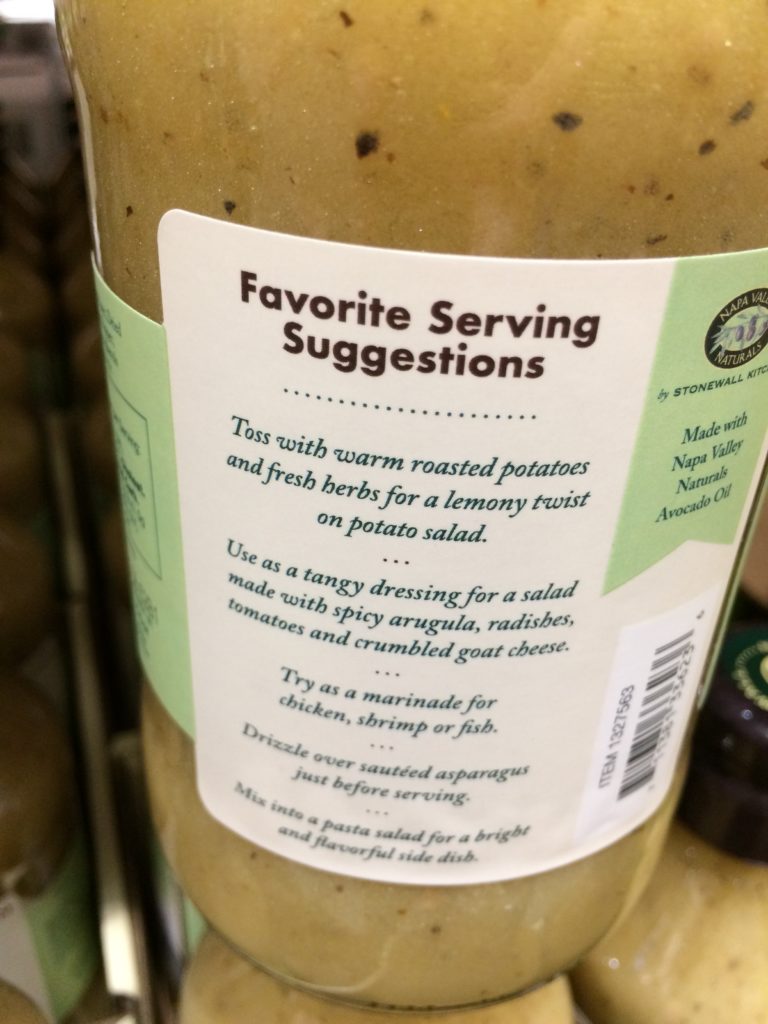 Favorite Serving
Suggestions
Toss with warm roasted potatoes
and fresh herbs for a lemony twist
on potato salad.
...
Use as a tangy dressing for a salad
made with spicy arugula, radishes,
tomatoes and crumbled goat cheese.
...
Try as a marinade for
chicken, shrimp or fish.
...
Drizzle over sautéed asparagus
just before serving.
...
Mix into a pasta salad for a bright
and flavorful side dish.
NAPA VALLEY
NATURALS
by STONEWALL KITC
Made with
Napa Valley
Naturals
Avocado Oil
ITEM 1327563